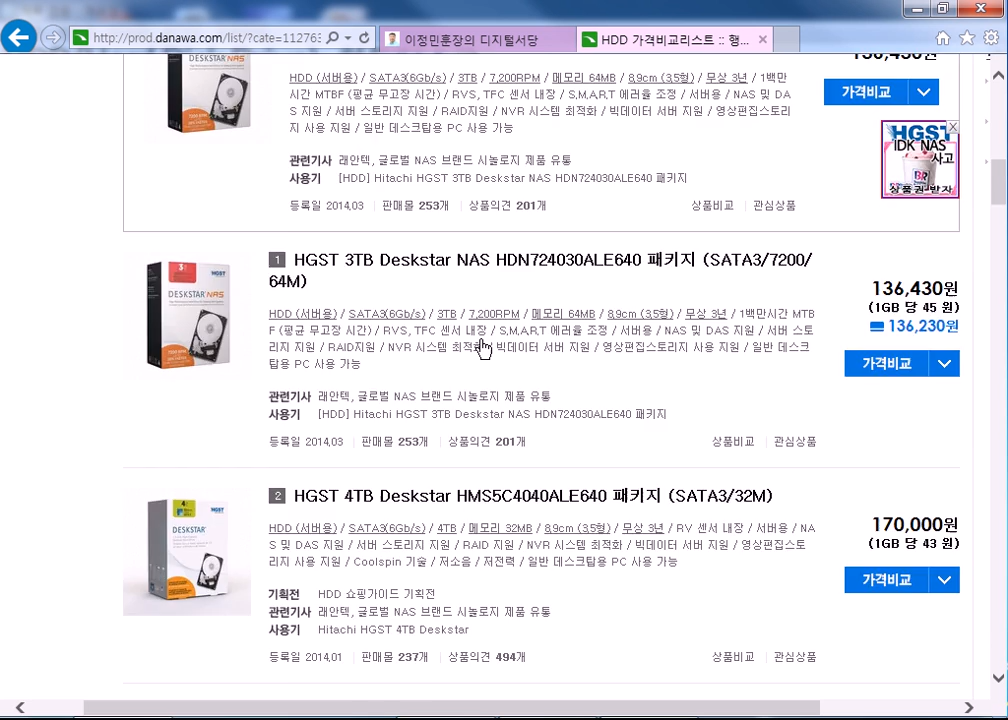 http://prod.danawa.com/list/?cate=11276
이정민훈장의 디지털서당
HDD 가격비교리스트 :: 행...
136,430원
DESKSTAR NAS
HDD (서버용) / SATA3(6Gb/s) / 3TB / 7,200RPM / 메모리 64MB / 8,9cm (3,5형) / 무상 3년 / 1백만
시간 MTBF (평균 무고장 시간) / RVS, TFC 센서 내장 / S,M,A,R,T 에러율 조정 / 서버용 / NAS 및 DA
S 지원 / 서버 스토리지 지원 / RAID지원 / NVR 시스템 최적화 / 빅데이터 서버 지원 / 영상편집스토리
지 사용 지원 / 일반 데스크탑용 PC 사용 가능
가격비교
관련기사 래안텍, 글로벌 NAS 브랜드 시놀로지 제품 유통
사용기 [HDD] Hitachi HGST 3TB Deskstar NAS HDN724030ALE640 패키지
등록일 2014,03 판매몰 253개 상품의견 201개 상품비교 관심상품
HGST
IDK NAS
사고
BR
상품권 받자
1 HGST 3TB Deskstar NAS HDN724030ALE640 패키지 (SATA3/7200/
64M)
HGST
DESKSTAR NAS
HDD (서버용) / SATA3(6Gb/s) / 3TB / 7,200RPM / 메모리 64MB / 8,9cm (3,5형) / 무상 3년 / 1백만시간 MTB
F (평균 무고장 시간) / RVS, TFC 센서 내장 / S,M,A,R,T 에러율 조정 / 서버용 / NAS 및 DAS 지원 / 서버 스토
리지 지원 / RAID지원 / NVR 시스템 최적화 빅데이터 서버 지원 / 영상편집스토리지 사용 지원 / 일반 데스크
탑용 PC 사용 가능
136,430원
(1GB 당 45 원)
136,230원
가격비교
관련기사 래안텍, 글로벌 NAS 브랜드 시놀로지 제품 유통
사용기 [HDD] Hitachi HGST 3TB Deskstar NAS HDN724030ALE640 패키지
등록일 2014,03 판매몰 253개 상품의견 201개 상품비교 관심상품
2 HGST 4TB Deskstar HMS5C4040ALE640 패키지 (SATA3/32M)
HGST
DESKSTAR
HDD (서버용) / SATA3(6Gb/s) / 4TB / 메모리 32MB / 8,9cm (3,5형) / 무상 3년 / RV 센서 내장 / 서버용 / NA
S 및 DAS 지원 / 서버 스토리지 지원 / RAID 지원 / NVR 시스템 최적화 / 빅데이터 서버 지원 / 영상편집스토
리지 사용 지원 / Coolspin 기술 / 저소음 / 저전력 / 일반 데스크탑용 PC 사용 가능
170,000원
(1GB 당 43 원)
가격비교
기획전 HDD 쇼핑가이드 기획전
관련기사 래안텍, 글로벌 NAS 브랜드 시놀로지 제품 유통
사용기 Hitachi HGST 4TB Deskstar
등록일 2014,01 판매몰 237개 상품의견 494개 상품비교 관심상품